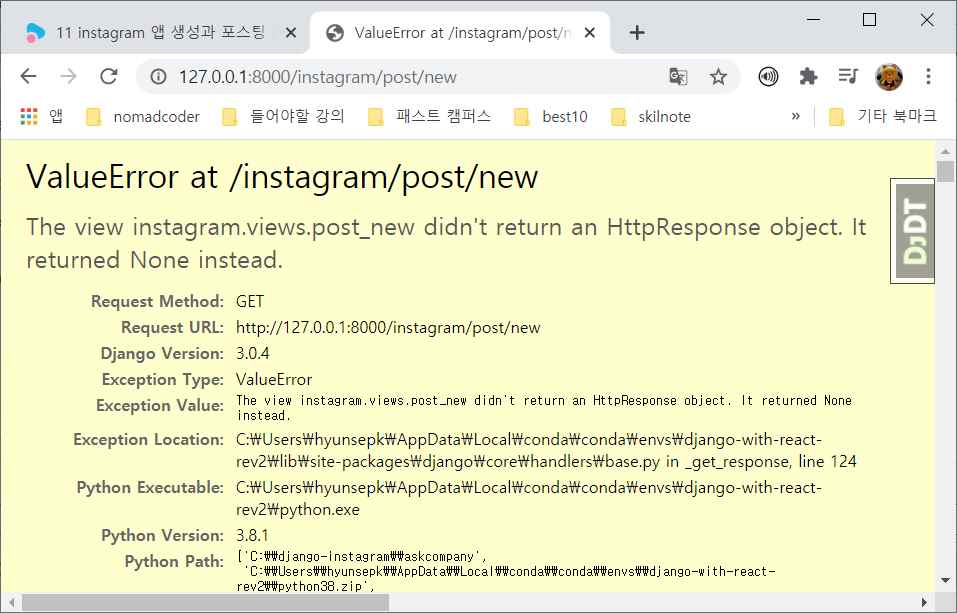 11 instagram 앱 생성과 포스팅
ValueError at /instagram/post/n
127.0.0.1:8000/instagram/post/new
앱
nomadcoder
들어야할 강의
패스트 캠퍼스
best10
skilnote
»
기타 북마크
ValueError at /instagram/post/new
DJDT
The view instagram.views.post_new didn't return an HttpResponse object. It
returned None instead.
Request Method: GET
Request URL: http://127.0.0.1:8000/instagram/post/new
Django Version: 3.0.4
Exception Type: ValueError
Exception Value: The view instagram.views.post_new didn't return an HttpResponse object. It returned None
instead.
Exception Location: C:₩Users₩hyunsepk₩AppData₩Local₩conda₩conda₩envs₩django-with-react-
rev2₩lib₩site-packages₩django₩core₩handlers₩base.py in _get_response, line 124
Python Executable: C:₩Users₩hyunsepk₩AppData₩Local₩conda₩conda₩envs₩django-with-react-
rev2₩python.exe
Python Version: 3.8.1
Python Path: ['C:₩₩django-instagram₩₩askcompany',
'C:₩₩Users₩₩hyunsepk₩₩AppData₩₩Local₩₩conda₩₩conda₩₩envs₩₩django-with-react-
rev2₩₩python38.zip',